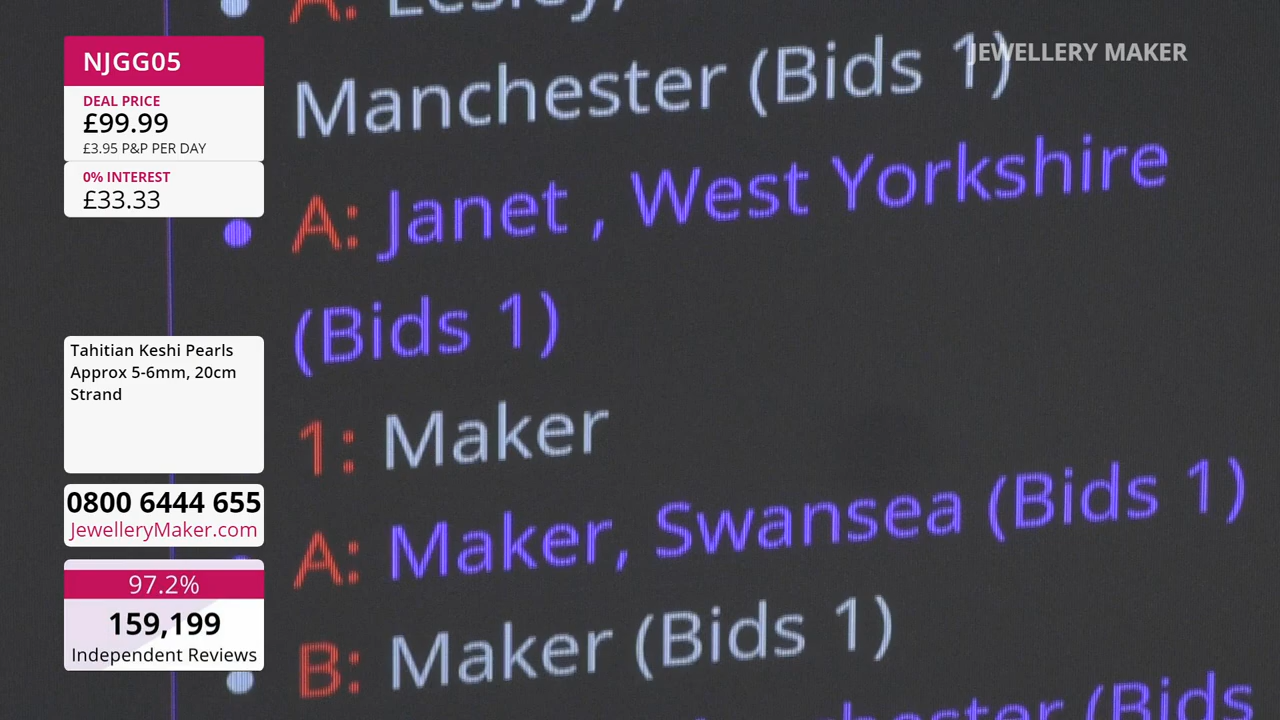 NJGG05
DEAL PRICE
£99.99
£3.95 P&P PER DAY
0% INTEREST
£33.33
Tahitian Keshi Pearls
Approx 5-6mm, 20cm
Strand
0800 6444 655
JewelleryMaker.com
97.2%
159,199
Independent Reviews
JEWELLERY MAKER
A: Lesley,
Manchester (Bids 1)
A: Janet , West Yorkshire
(Bids 1)
1: Maker
A: Maker, Swansea (Bids 1)
B: Maker (Bids 1)
(Bids